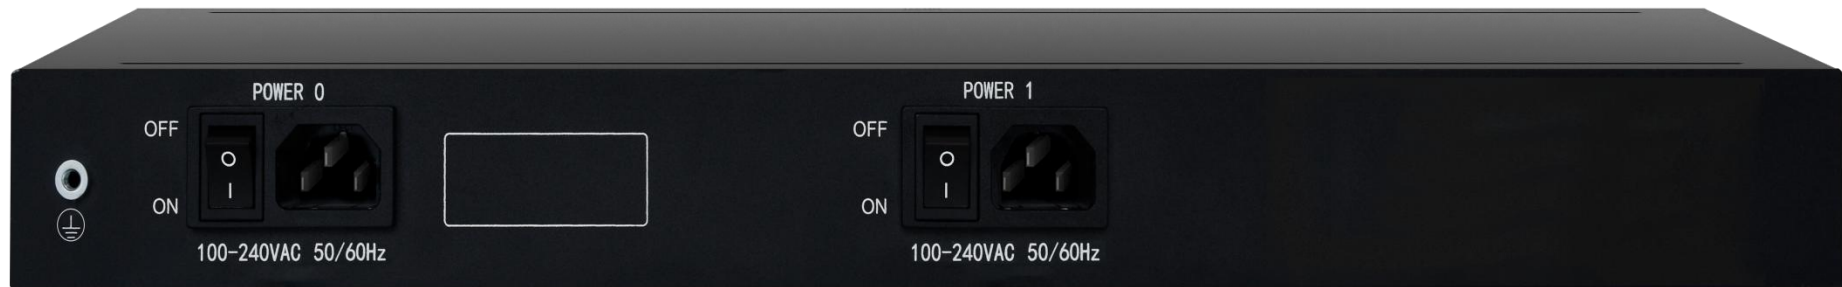 POWER 0
OFF
O
I
ON
100-240VAC 50/60Hz
POWER 1
OFF
O
I
ON
100-240VAC 50/60Hz